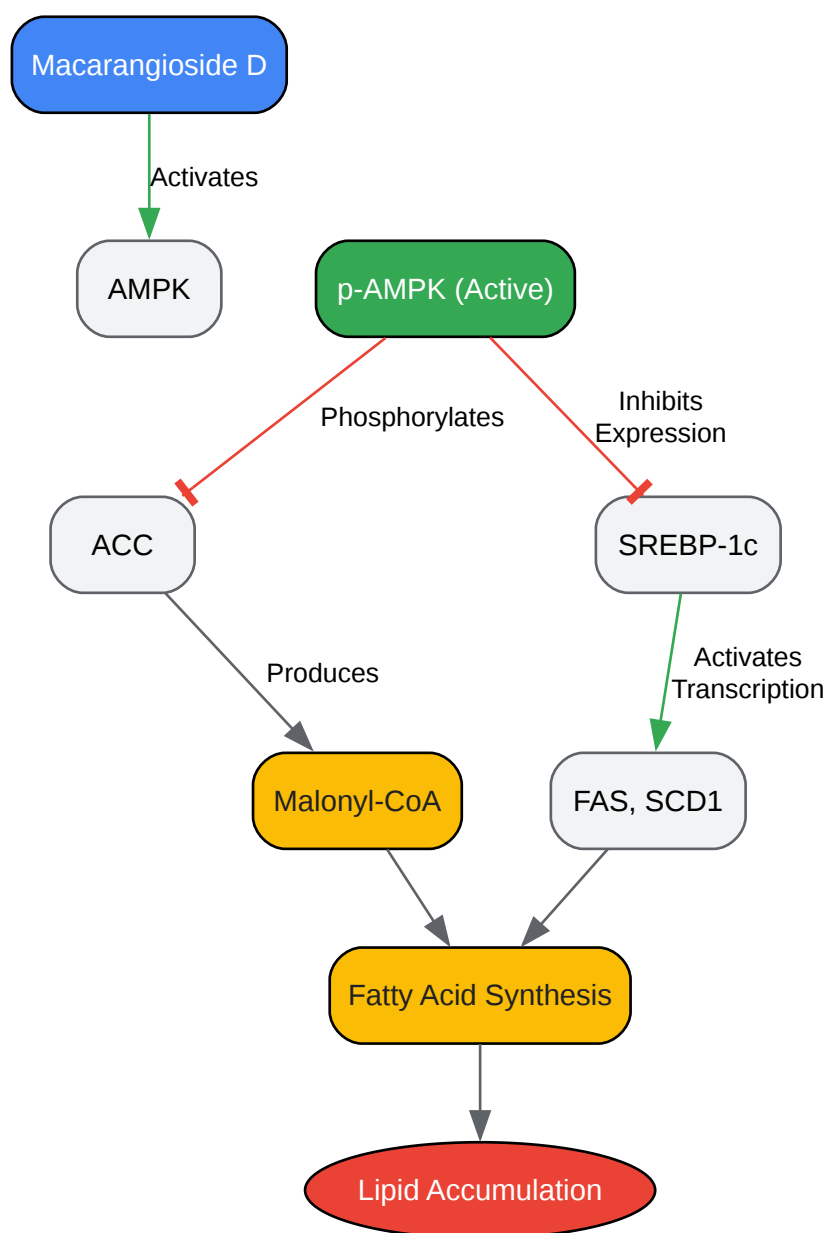 Macarangioside D
Activates
AMPK
p-AMPK (Active)
Phosphorylates
Inhibits
Expression
ACC
SREBP-1c
Produces
Activates
Transcription
Malonyl-CoA
FAS, SCD1
Fatty Acid Synthesis
Lipid Accumulation